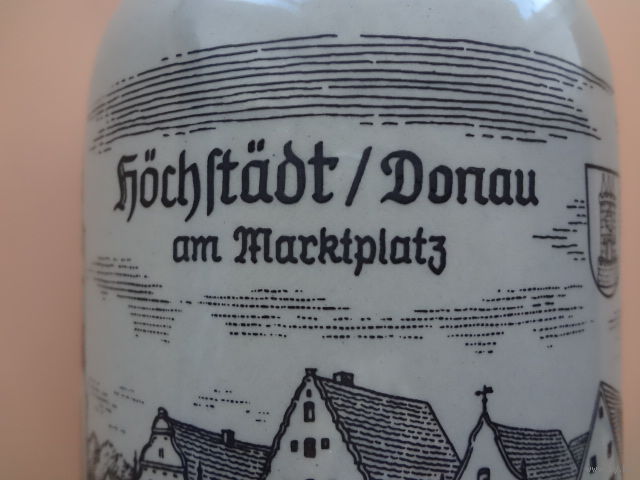 Höchſtädt / Donau
am Marktplatz